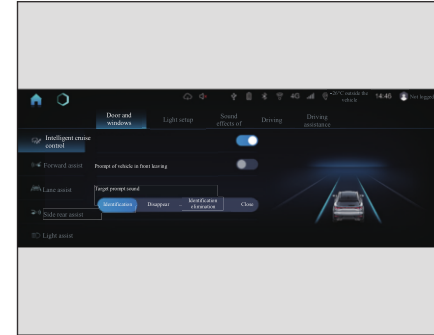 +20°C outside the
vehicle
4G
14:46
Not logged
Door and
windows
Light setup
Sound
effects of
Driving
Driving
assistance
Intelligent cruise
control
Forward assist
Prompt of vehicle in front leaving
Lane assist
Target prompt sound
Identification
Disappear
Identification
elimination
Close
Side rear assist
Light assist